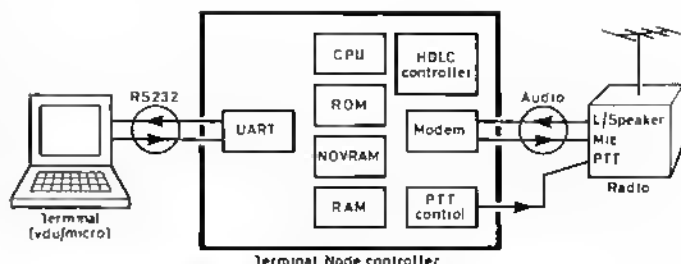 CPU
HDLC
controller
RS232
ROM
Audio
UART
Modem
L/Speaker
MIC
PTT
NOVRAM
RAM
PTT
control
Radio
Terminal
(vdu/micro)
Terminal Node controller